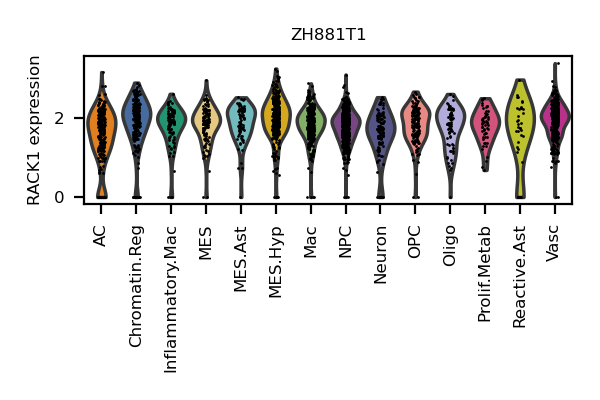 ZH881T1
RACK1 expression
2
0
AC
Chromatin.Reg
Inflammatory.Mac
MES
MES.Ast
MES.Hyp
Mac
NPC
Neuron
OPC
Oligo
Prolif.Metab
Reactive.Ast
Vasc